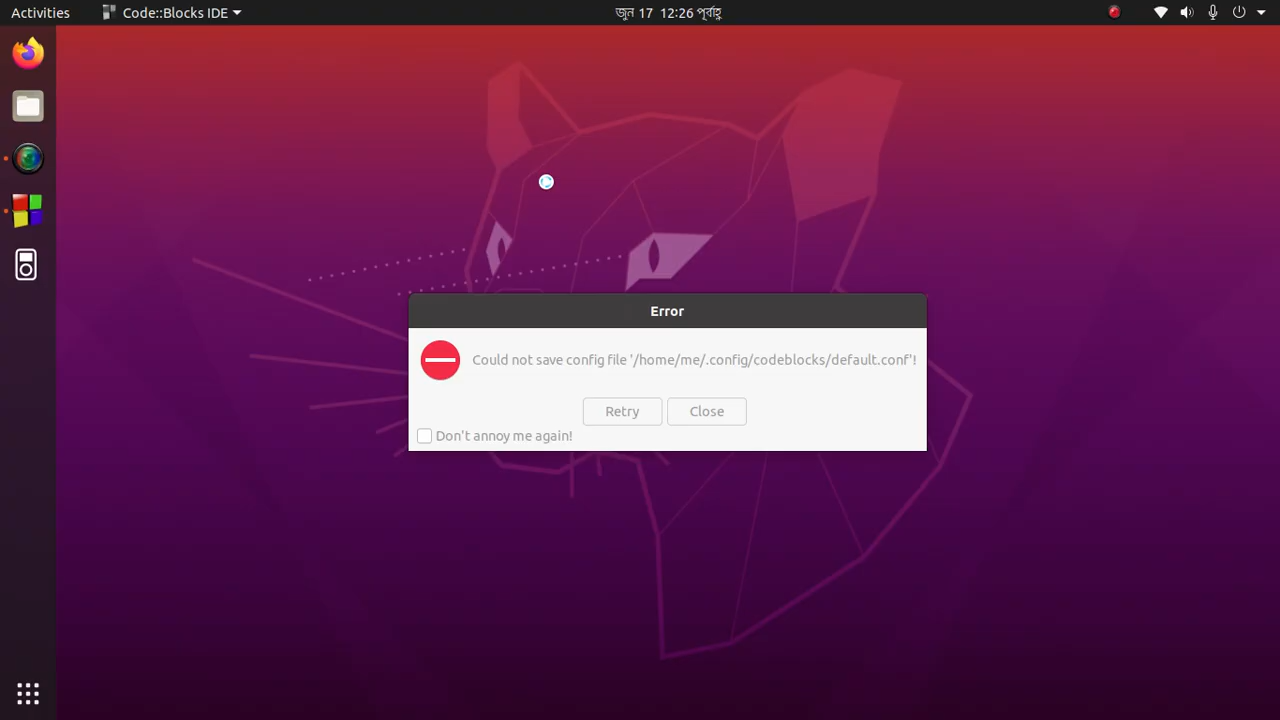 Activities Code::Blocks IDE জুন 17 12:26 পূর্বাহ্ণ
Error
Could not save config file '/home/me/.config/codeblocks/default.conf'!
Retry Close
Don't annoy me again!